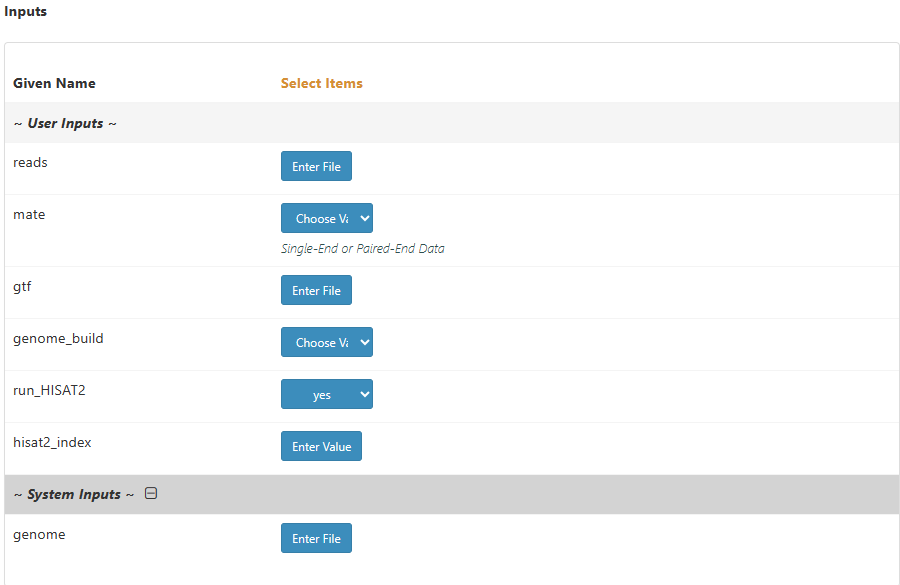 Inputs
Given Name Select Items
~ User Inputs ~
reads Enter File
mate Choose Va
Single-End or Paired-End Data
gtf Enter File
genome_build Choose Va
run_HISAT2 yes
hisat2_index Enter Value
~ System Inputs ~
genome Enter File